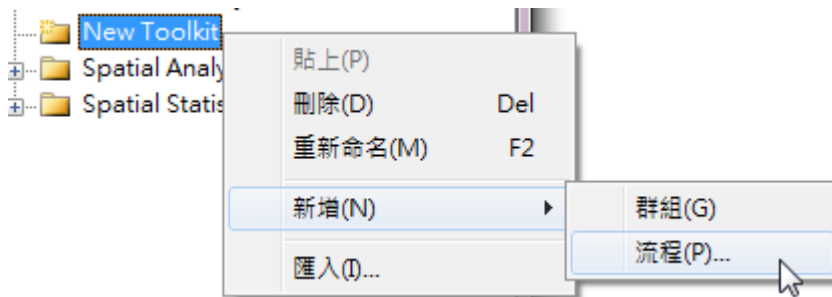 New Toolkit
Spatial Analy
Spatial Statis
貼上(P)
刪除(D) Del
重新命名(M) F2
新增(N)
匯入(I)...
群組(G)
流程(P)...